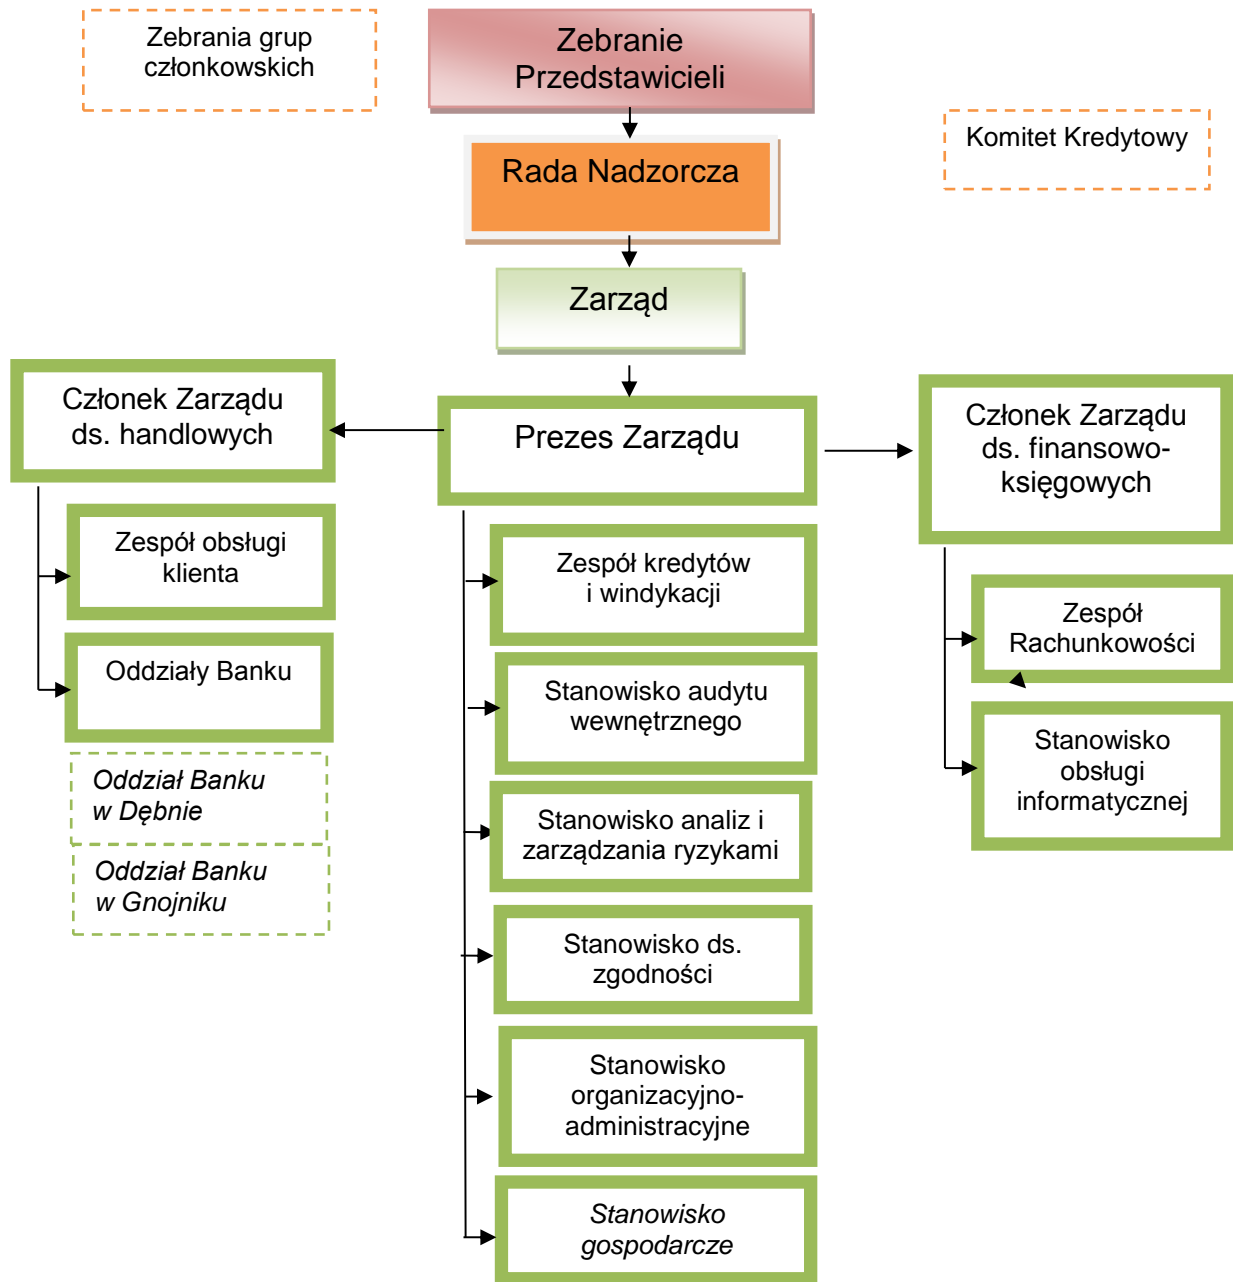 Zebrania grup
członkowskich
Zebranie
Przedstawicieli
Komitet Kredytowy
Rada Nadzorcza
Zarząd
Członek Zarządu
ds. handlowych
Prezes Zarządu
Członek Zarządu
ds. finansowo-
księgowych
Zespół obsługi
klienta
Oddziały Banku
Oddział Banku
w Dębnie
Oddział Banku
w Gnojniku
Zespół kredytów
i windykacji
Stanowisko audytu
wewnętrznego
Stanowisko analiz i
zarządzania ryzykami
Stanowisko ds.
zgodności
Stanowisko
organizacyjno-
administracyjne
Stanowisko
gospodarcze
Zespół
Rachunkowości
Stanowisko
obsługi
informatycznej